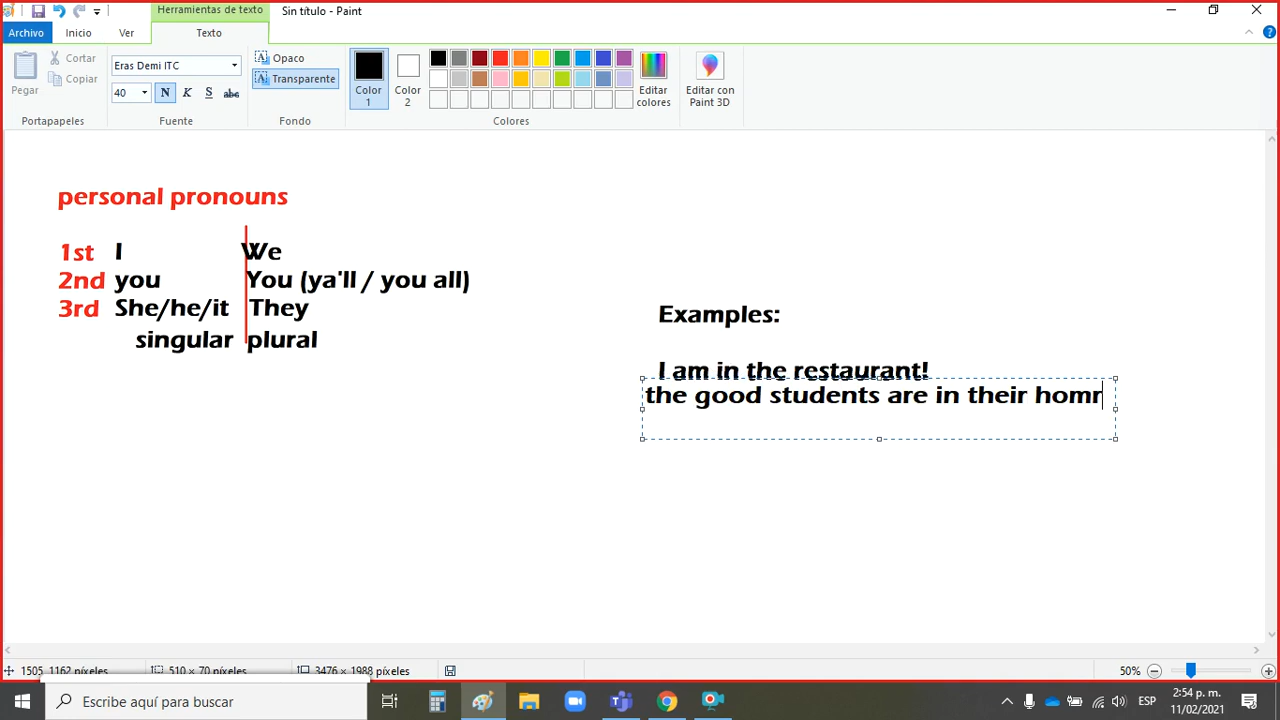 Herramientas de texto
Sin título - Paint
Archivo Inicio Ver Texto
Pegar
Cortar
Copiar
Portapapeles
Eras Demi ITC
40 N K S abc
Fuente
Opaco
Transparente
Fondo
Color 1
Color 2
Editar colores
Colores
Editar con Paint 3D
personal pronouns
1st I We
2nd you You (ya'll / you all)
3rd She/he/it They
singular plural
Examples:
I am in the restaurant!
the good students are in their homr
1505, 1162 píxeles
510 × 70 píxeles
3476 × 1988 píxeles
50%
Escribe aquí para buscar
ESP
2:54 p. m.
11/02/2021